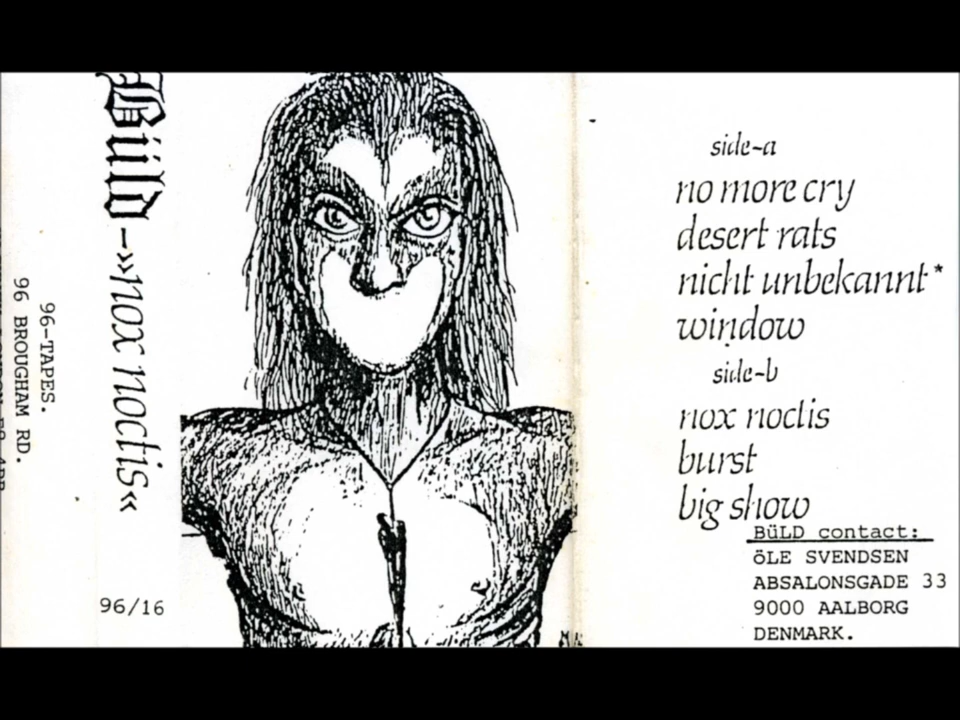 96-TAPES.
96 BROUGHAM RD.
Büld – »nox noctis«
96/16
side-a
no more cry
desert rats
nicht unbekannt*
window
side-b
nox noctis
burst
big show
BüLD contact:
öLE SVENDSEN
ABSALONSGADE 33
9000 AALBORG
DENMARK.